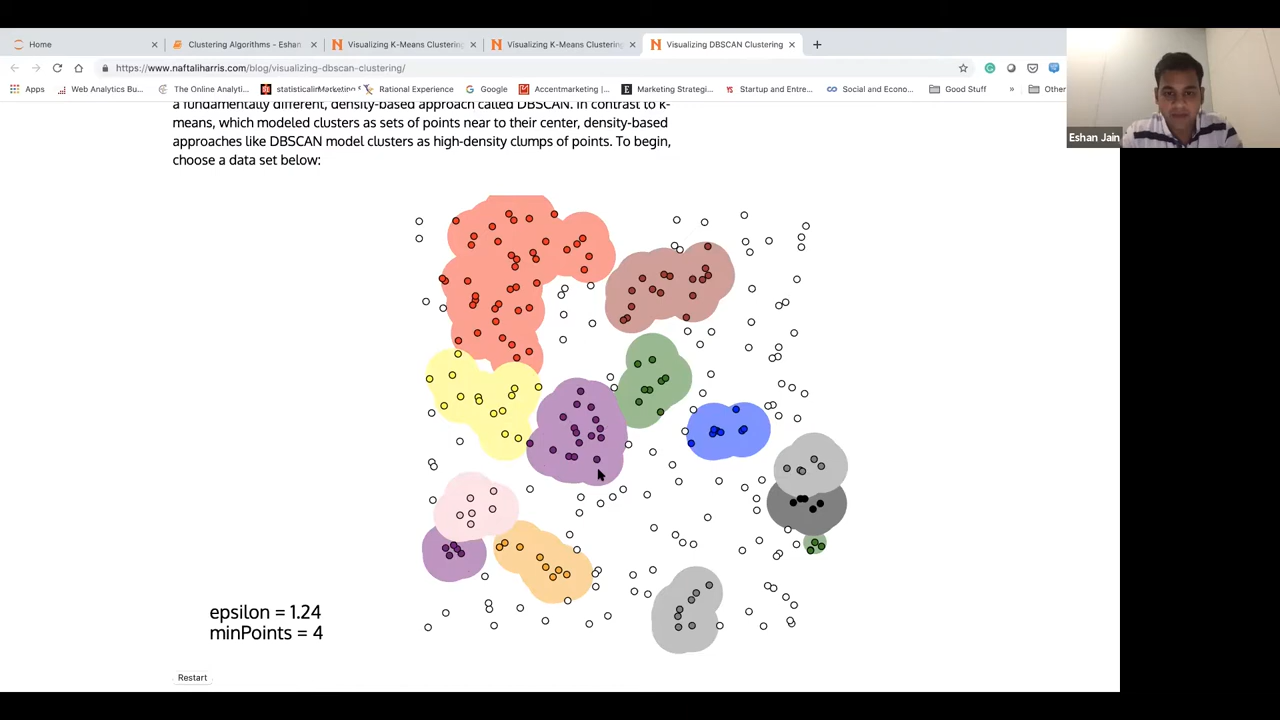 Home
Clustering Algorithms - Eshan
Visualizing K-Means Clustering
Visualizing K-Means Clustering
Visualizing DBSCAN Clustering
https://www.naftaliharris.com/blog/visualizing-dbscan-clustering/
Apps
Web Analytics Bu...
The Online Analyti...
Rational Experience
Google
Accentmarketing |...
Marketing Strategi...
Startup and Entre...
Social and Econo...
Good Stuff
»
Other
Eshan Jain
a fundamentally different, density-based approach called DBSCAN. In contrast to k-
means, which modeled clusters as sets of points near to their center, density-based
approaches like DBSCAN model clusters as high-density clumps of points. To begin,
choose a data set below:
epsilon = 1.24
minPoints = 4
Restart